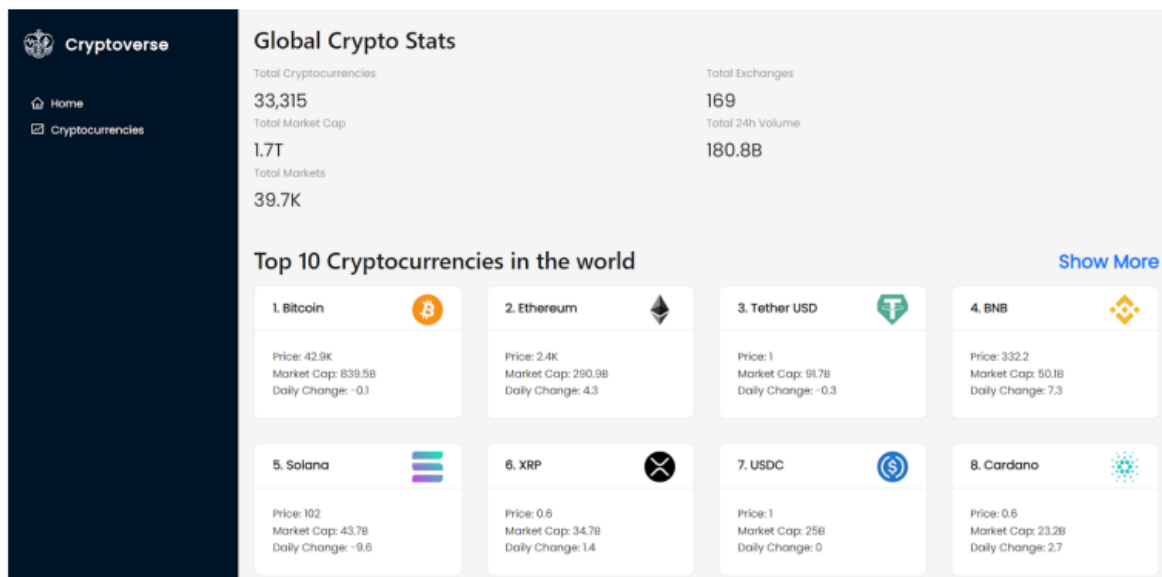 Cryptoverse
Home
Cryptocurrencies
Global Crypto Stats
Total Cryptocurrencies
33,315
Total Exchanges
169
Total Market Cap
1.7T
Total 24h Volume
180.8B
Total Markets
39.7K
Top 10 Cryptocurrencies in the world
Show More
1. Bitcoin
Price: 42.9K
Market Cap: 839.5B
Daily Change: -0.1
2. Ethereum
Price: 2.4K
Market Cap: 290.9B
Daily Change: 4.3
3. Tether USD
Price: 1
Market Cap: 91.7B
Daily Change: -0.3
4. BNB
Price: 332.2
Market Cap: 50.1B
Daily Change: 7.3
5. Solana
Price: 102
Market Cap: 43.7B
Daily Change: -9.6
6. XRP
Price: 0.6
Market Cap: 34.7B
Daily Change: 1.4
7. USDC
Price: 1
Market Cap: 25B
Daily Change: 0
8. Cardano
Price: 0.6
Market Cap: 23.2B
Daily Change: 2.7